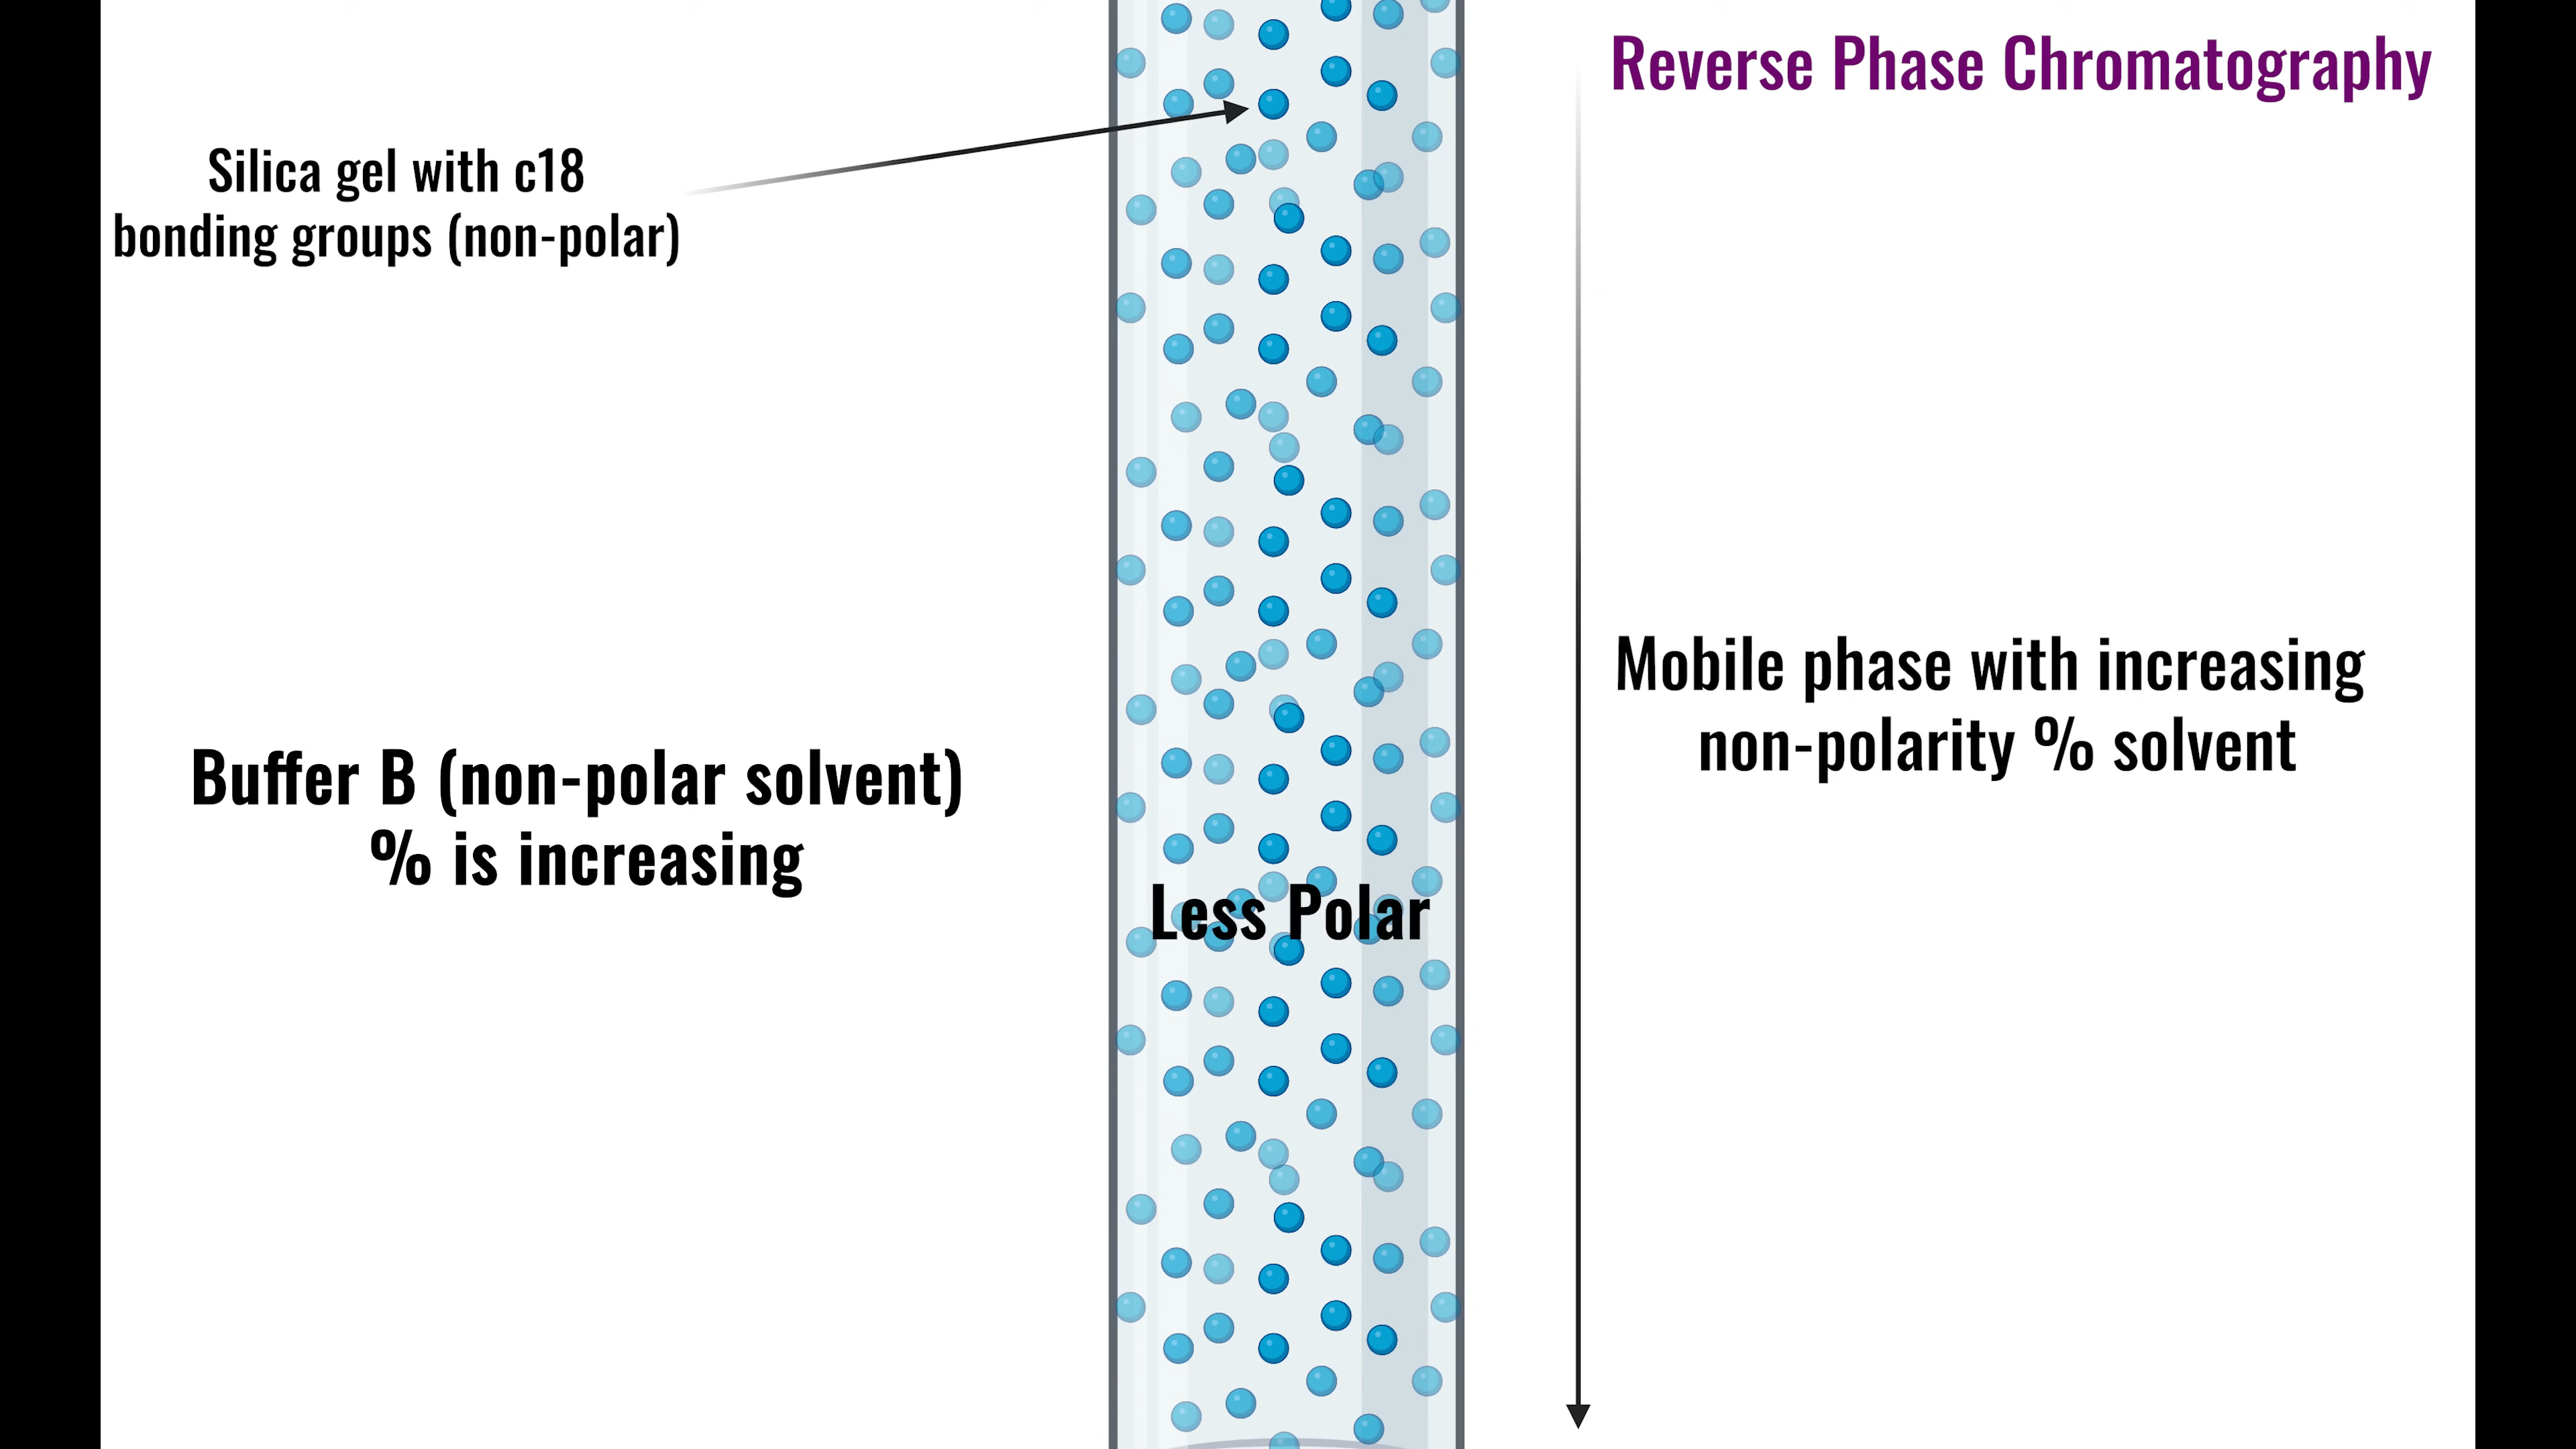 Reverse Phase Chromatography
Silica gel with c18
bonding groups (non-polar)
Mobile phase with increasing
non-polarity % solvent
Buffer B (non-polar solvent)
% is increasing
Less Polar